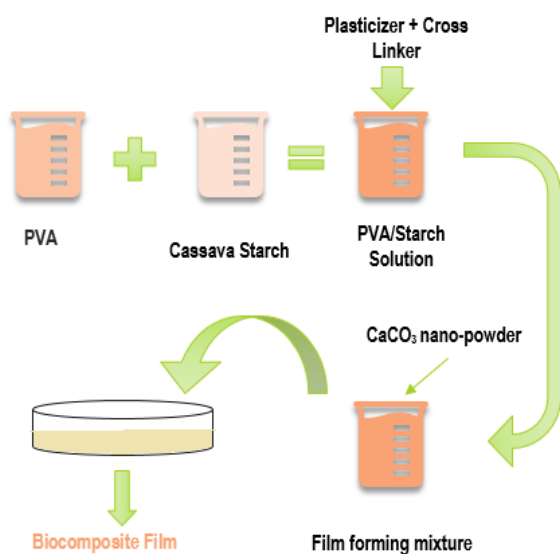 Plasticizer + Cross
Linker
PVA
Cassava Starch
PVA/Starch
Solution
CaCO₃ nano-powder
Biocomposite Film
Film forming mixture